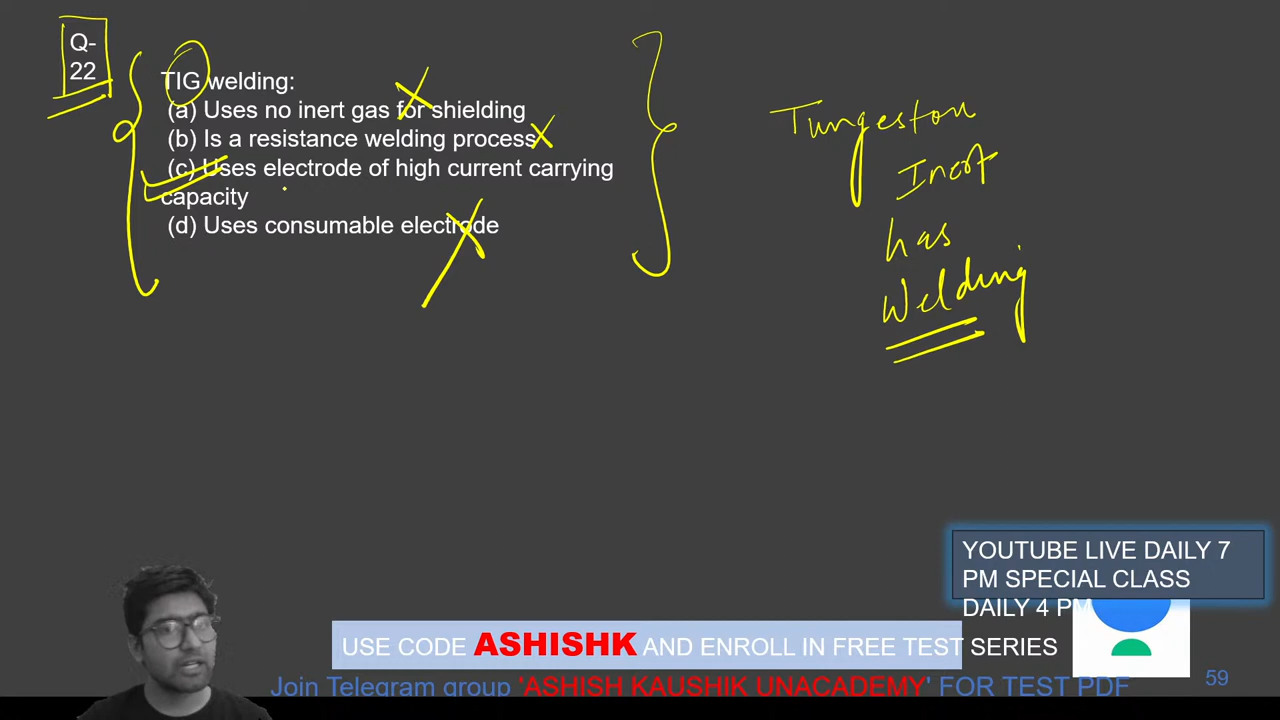 Q-
22
TIG welding:
(a) Uses no inert gas for shielding
(b) Is a resistance welding process
(c) Uses electrode of high current carrying
capacity
(d) Uses consumable electrode
Tungeston
Inert
has
Welding
YOUTUBE LIVE DAILY 7
PM SPECIAL CLASS
DAILY 4 PM
USE CODE ASHISHK AND ENROLL IN FREE TEST SERIES
Join Telegram group 'ASHISH KAUSHIK UNACADEMY' FOR TEST PDF
59